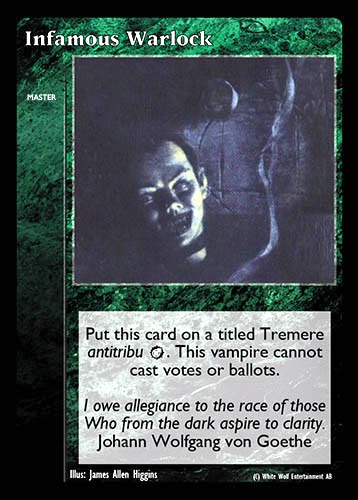 Infamous Warlock
MASTER
Put this card on a titled Tremere
antitribu . This vampire cannot
cast votes or ballots.
I owe allegiance to the race of those
Who from the dark aspire to clarity.
Johann Wolfgang von Goethe
Illus: James Allen Higgins
(C) White Wolf Entertainment AB